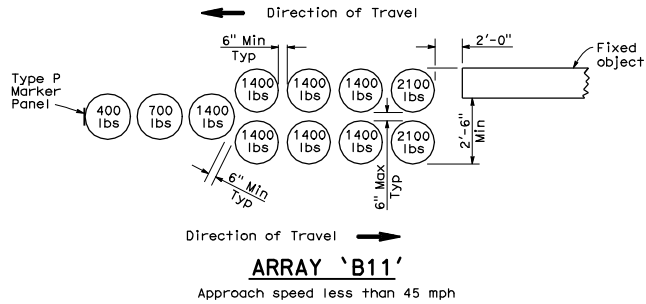 Direction of Travel
6" Min
Typ
2'-0"
Fixed
object
Type P
Marker
Panel
400
lbs
700
lbs
1400
lbs
1400
lbs
1400
lbs
1400
lbs
2100
lbs
1400
lbs
1400
lbs
1400
lbs
2100
lbs
6" Min
Typ
6" Max
Typ
2'-6"
Min
Direction of Travel
ARRAY `B11'
Approach speed less than 45 mph